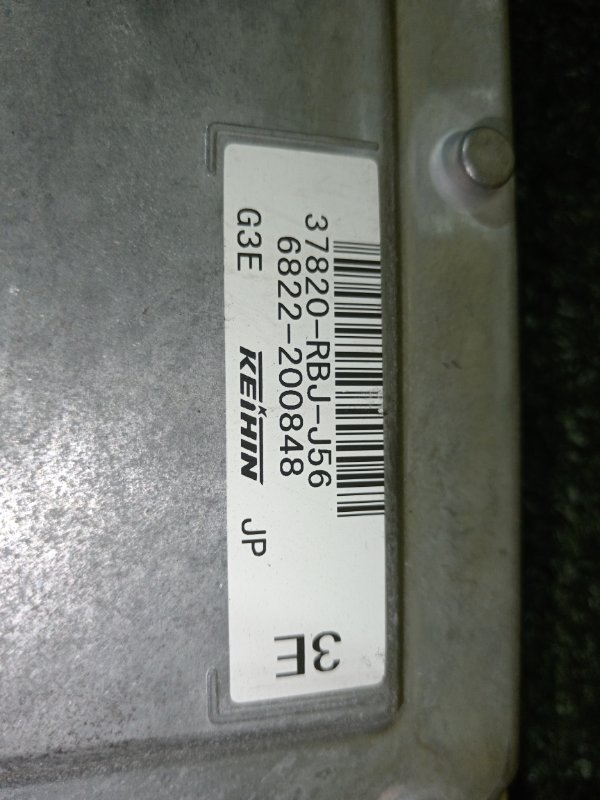 37820-RBJ-J56
6822-200848
G3E KEIHIN JP
3E